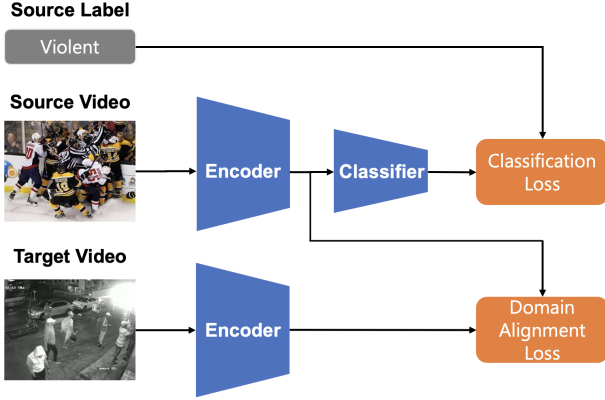 Source Label
Violent
Source Video
Encoder
Classifier
Classification
Loss
Target Video
Encoder
Domain
Alignment
Loss